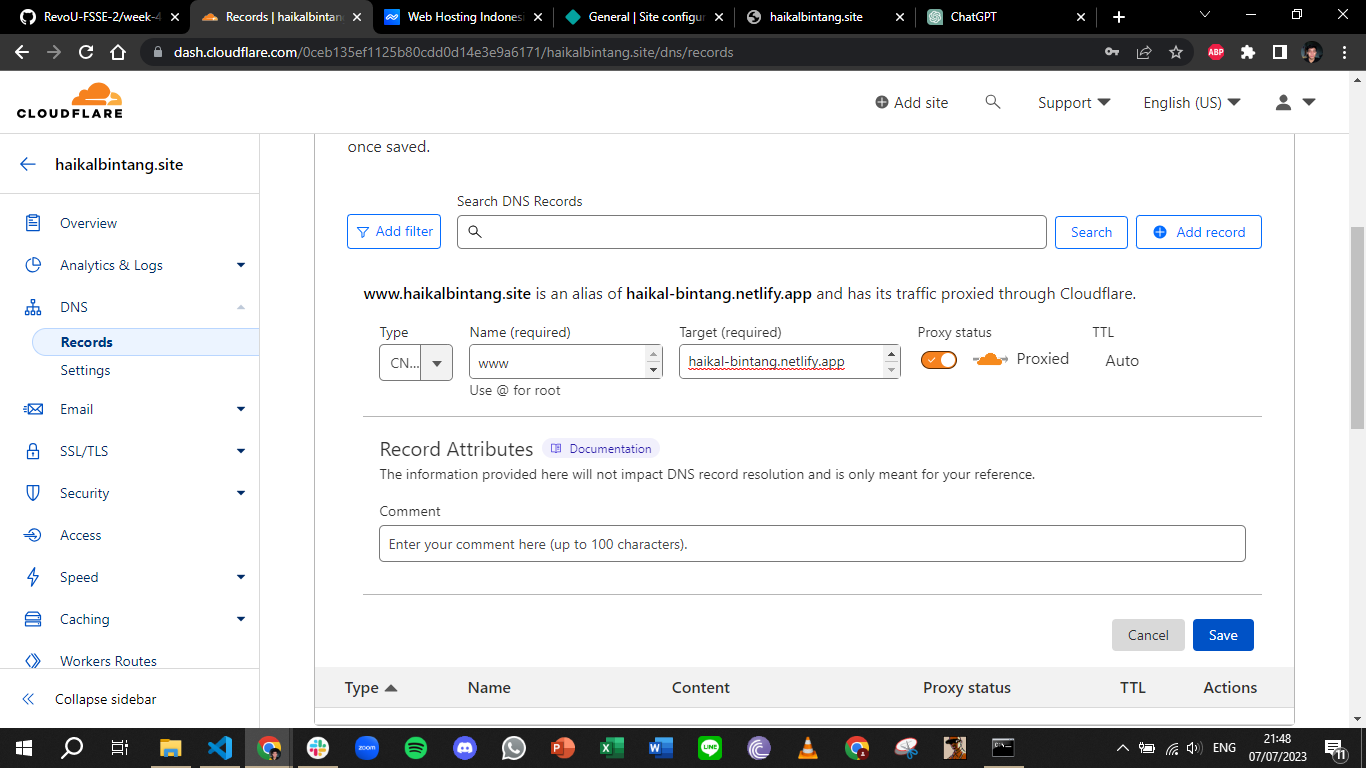 RevoU-FSSE-2/week-4
Records | haikalbintang
Web Hosting Indones
General | Site configur
haikalbintang.site
ChatGPT
dash.cloudflare.com/0ceb135ef1125b80cdd0d14e3e9a6171/haikalbintang.site/dns/records
ABP
CLOUDFLARE
Add site
Support
English (US)
haikalbintang.site
Overview
Analytics & Logs
DNS
Records
Settings
Email
SSL/TLS
Security
Access
Speed
Caching
Workers Routes
Collapse sidebar
once saved.
Search DNS Records
Add filter
Search
Add record
www.haikalbintang.site is an alias of haikal-bintang.netlify.app and has its traffic proxied through Cloudflare.
Type Name (required) Target (required) Proxy status TTL
CN... www haikal-bintang.netlify.app Proxied Auto
Use @ for root
Record Attributes Documentation
The information provided here will not impact DNS record resolution and is only meant for your reference.
Comment
Enter your comment here (up to 100 characters).
Cancel Save
Type Name Content Proxy status TTL Actions
zoom
LINE
ENG
21:48
07/07/2023
11